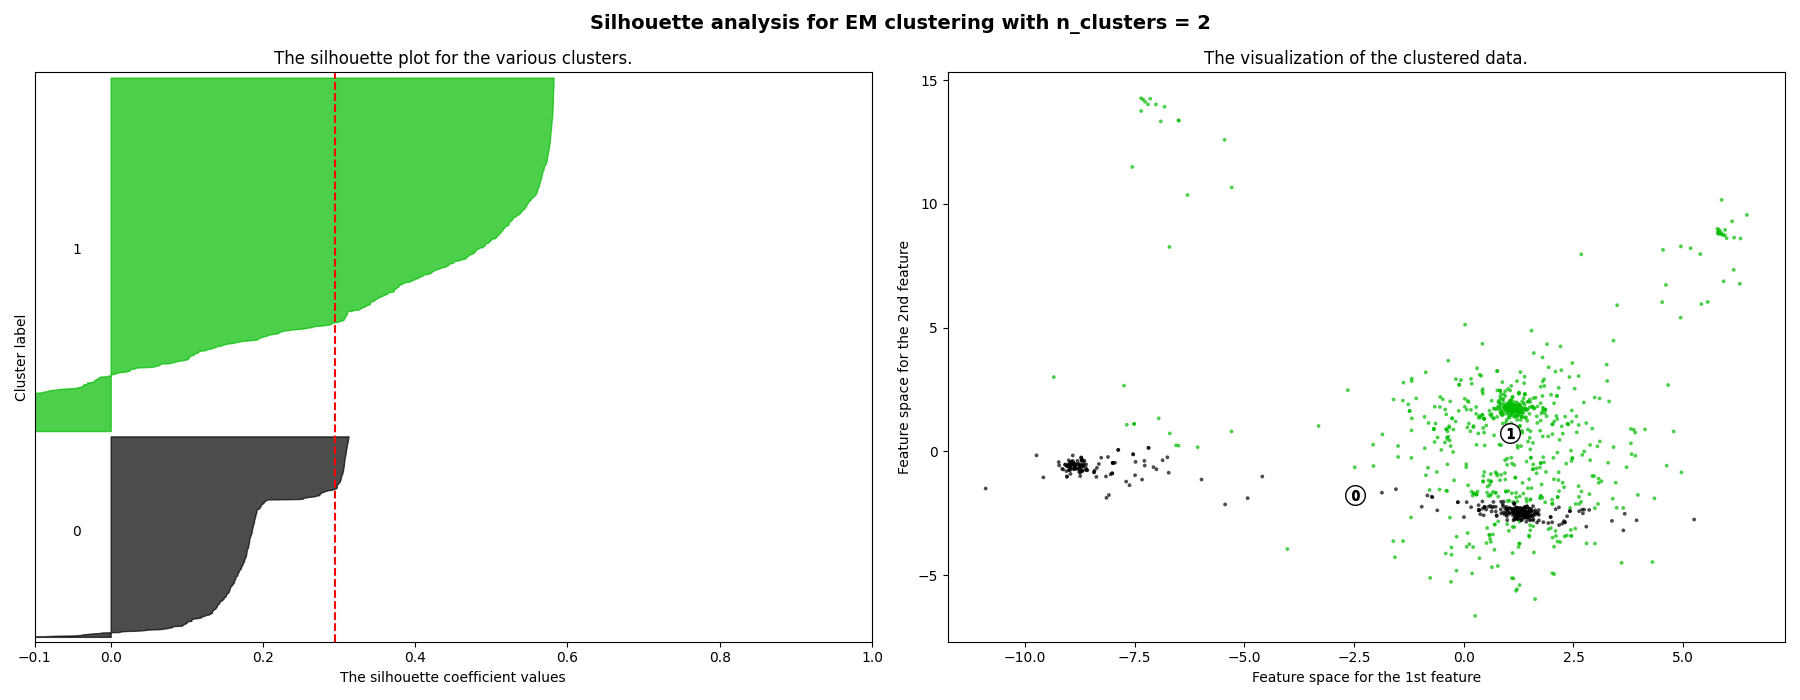 Silhouette analysis for EM clustering with n_clusters = 2
The silhouette plot for the various clusters.
Cluster label
1
0
−0.1 0.0 0.2 0.4 0.6 0.8 1.0
The silhouette coefficient values
The visualization of the clustered data.
Feature space for the 2nd feature
15
10
5
0
−5
1
0
−10.0 −7.5 −5.0 −2.5 0.0 2.5 5.0
Feature space for the 1st feature